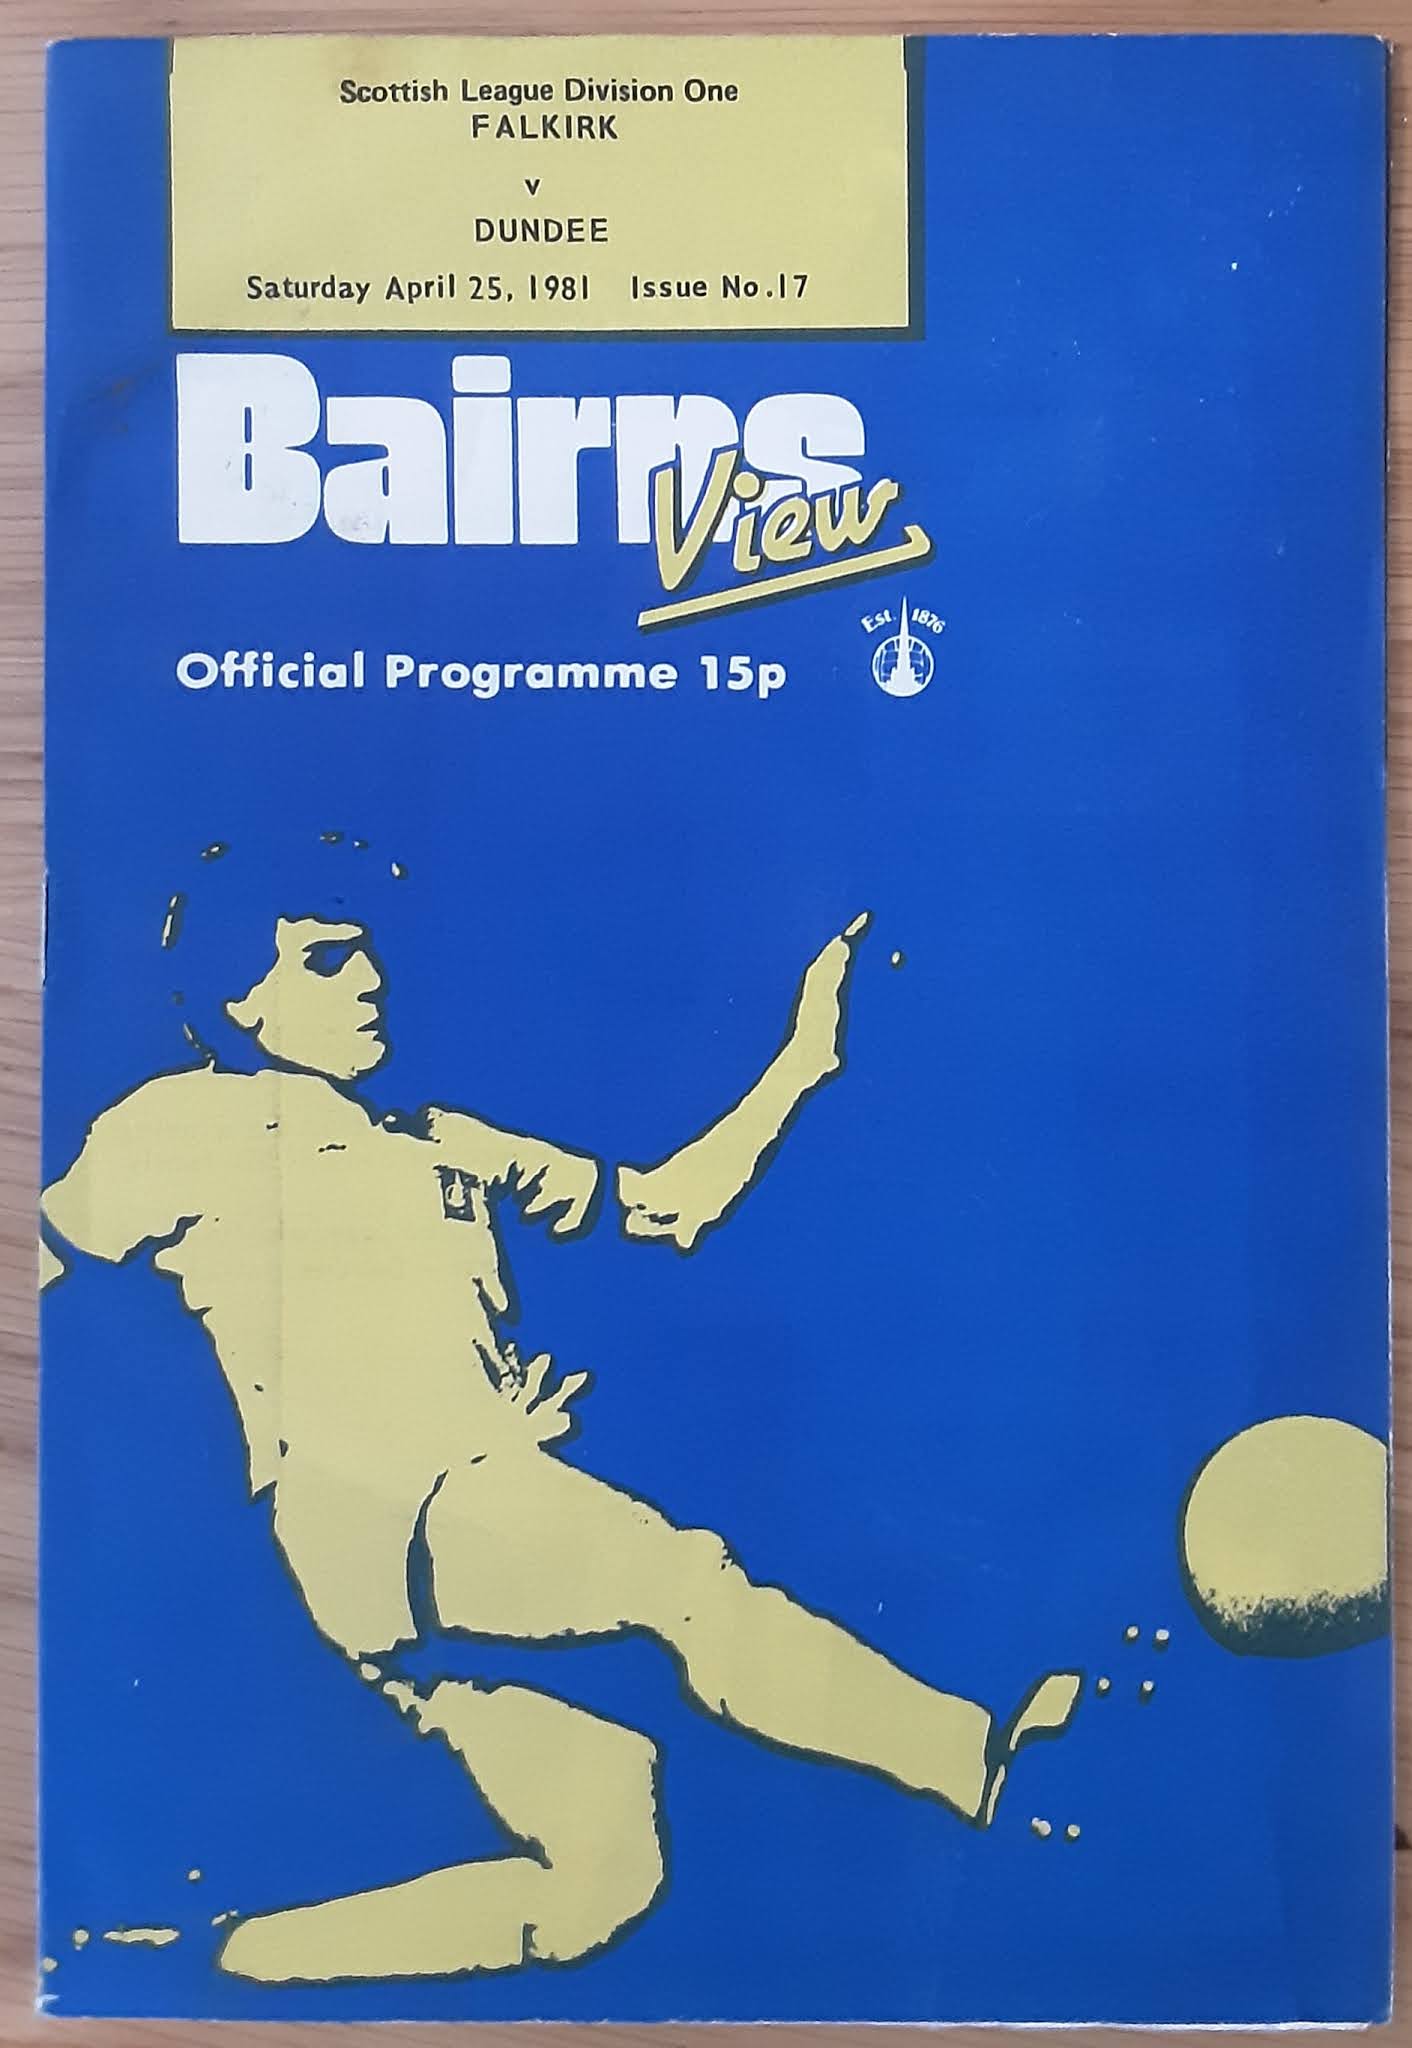 Scottish League Division One
FALKIRK
v
DUNDEE
Saturday April 25, 1981 Issue No.17
Bairns
View
Est. 1876
Official Programme 15p